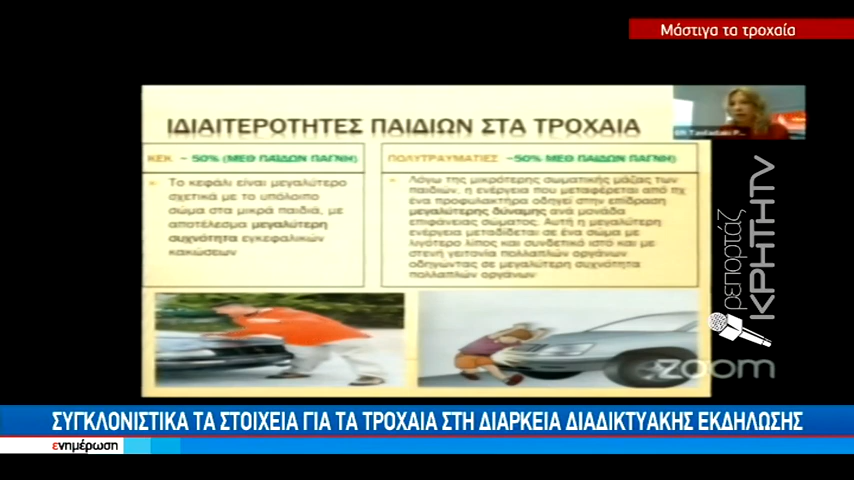 Μάστιγα τα τροχαία
ΙΔΙΑΙΤΕΡΟΤΗΤΕΣ ΠΑΙΔΙΩΝ ΣΤΑ ΤΡΟΧΑΙΑ
ΚΕΚ ~ 50% (ΜΕΘ ΠΑΙΔΩΝ ΠΑΓΝΗ)
Το κεφάλι είναι μεγαλύτερο
σχετικά με το υπόλοιπο
σώμα στα μικρά παιδιά, με
αποτέλεσμα μεγαλύτερη
συχνότητα εγκεφαλικών
κακώσεων
ΠΟΛΥΤΡΑΥΜΑΤΙΕΣ ~50% (ΜΕΘ ΠΑΙΔΩΝ ΠΑΓΝΗ)
Λόγω της μικρότερης σωματικής μάζας των
παιδιών, η ενέργεια που μεταφέρεται από πχ
ένα προφυλακτήρα οδηγεί στην επίδραση
μεγαλύτερης δύναμης ανά μονάδα
επιφάνειας σώματος. Αυτή η μεγαλύτερη
ενέργεια μεταδίδεται σε ένα σώμα με
λιγότερο λίπος και συνδετικό ιστό και με
στενή γειτονία πολλαπλών οργάνων
οδηγώντας σε μεγαλύτερη συχνότητα
πολλαπλών οργάνων
ρεπορτάζ
ΚΡΗΤΗTV
zoom
ΣΥΓΚΛΟΝΙΣΤΙΚΑ ΤΑ ΣΤΟΙΧΕΙΑ ΓΙΑ ΤΑ ΤΡΟΧΑΙΑ ΣΤΗ ΔΙΑΡΚΕΙΑ ΔΙΑΔΙΚΤΥΑΚΗΣ ΕΚΔΗΛΩΣΗΣ
ενημέρωση